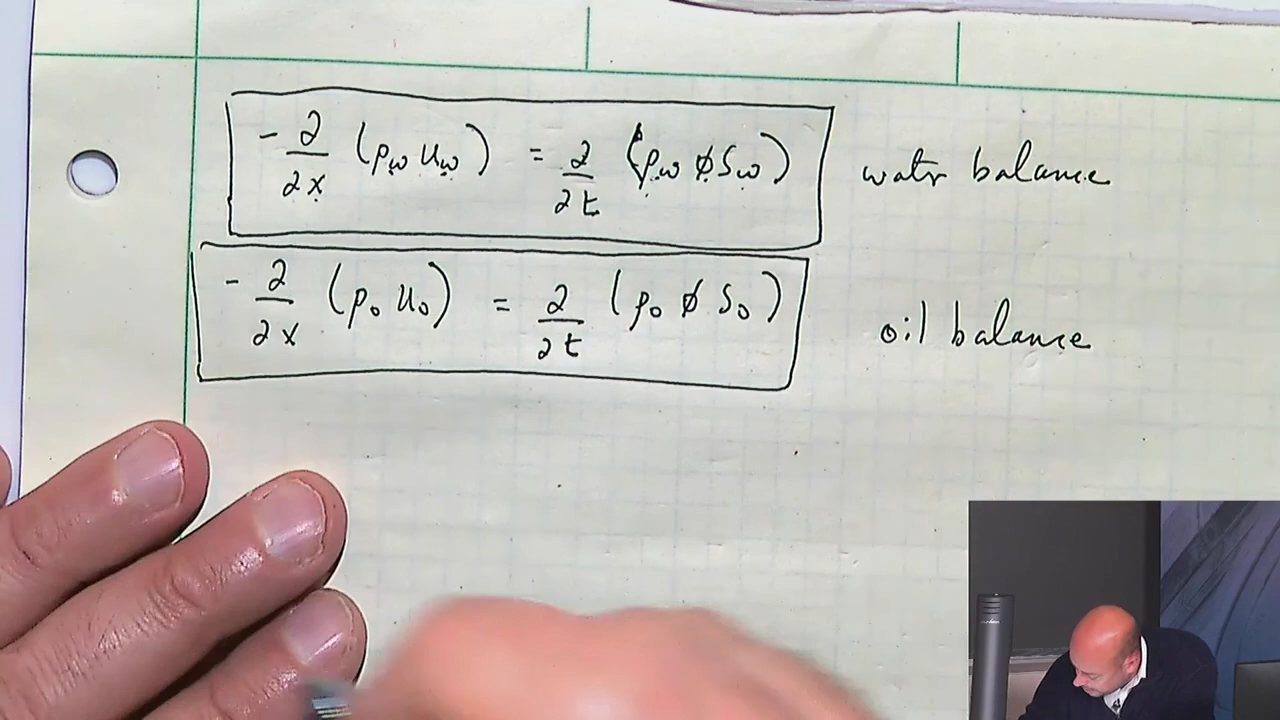 - ∂/∂x (ρw uw) = ∂/∂t (ρw ϕ Sw) water balance
- ∂/∂x (ρo uo) = ∂/∂t (ρo ϕ So) oil balance